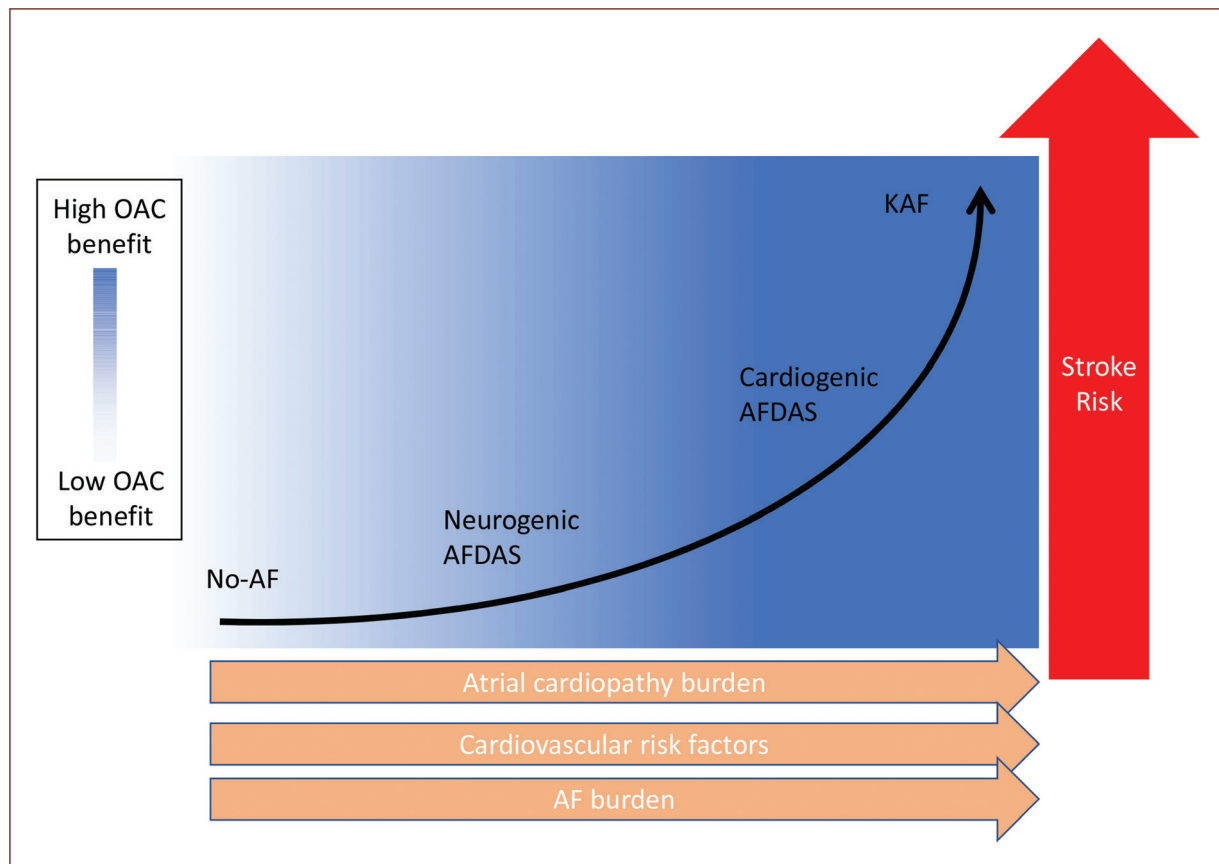 High OAC
benefit
Low OAC
benefit
No-AF
Neurogenic
AFDAS
Cardiogenic
AFDAS
KAF
Stroke
Risk
Atrial cardiopathy burden
Cardiovascular risk factors
AF burden